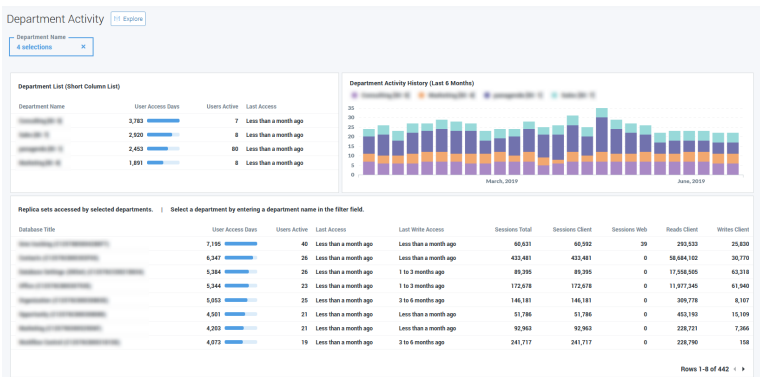 Department Activity Explore
Department Name
4 selections ×
Department List (Short Column List)
Department Name User Access Days Users Active Last Access
3,783 7 Less than a month ago
2,920 8 Less than a month ago
2,453 80 Less than a month ago
1,891 8 Less than a month ago
Department Activity History (Last 6 Months)
35
30
25
20
15
10
5
0
March, 2019 June, 2019
Replica sets accessed by selected departments. | Select a department by entering a department name in the filter field.
Database Title User Access Days Users Active Last Access Last Write Access Sessions Total Sessions Client Sessions Web Reads Client Writes Client
7,195 40 Less than a month ago Less than a month ago 60,631 60,592 39 293,533 25,830
6,347 26 Less than a month ago Less than a month ago 433,481 433,481 0 58,684,102 30,770
5,384 26 Less than a month ago 1 to 3 months ago 89,395 89,395 0 17,558,505 63,318
5,344 23 Less than a month ago 1 to 3 months ago 172,678 172,678 0 11,977,345 61,940
5,053 25 Less than a month ago 3 to 6 months ago 146,181 146,181 0 309,778 8,107
4,501 21 Less than a month ago Less than a month ago 51,786 51,786 0 453,193 15,109
4,203 21 Less than a month ago Less than a month ago 92,963 92,963 0 228,721 7,366
4,073 19 Less than a month ago 3 to 6 months ago 241,717 241,717 0 228,790 158
Rows 1-8 of 442